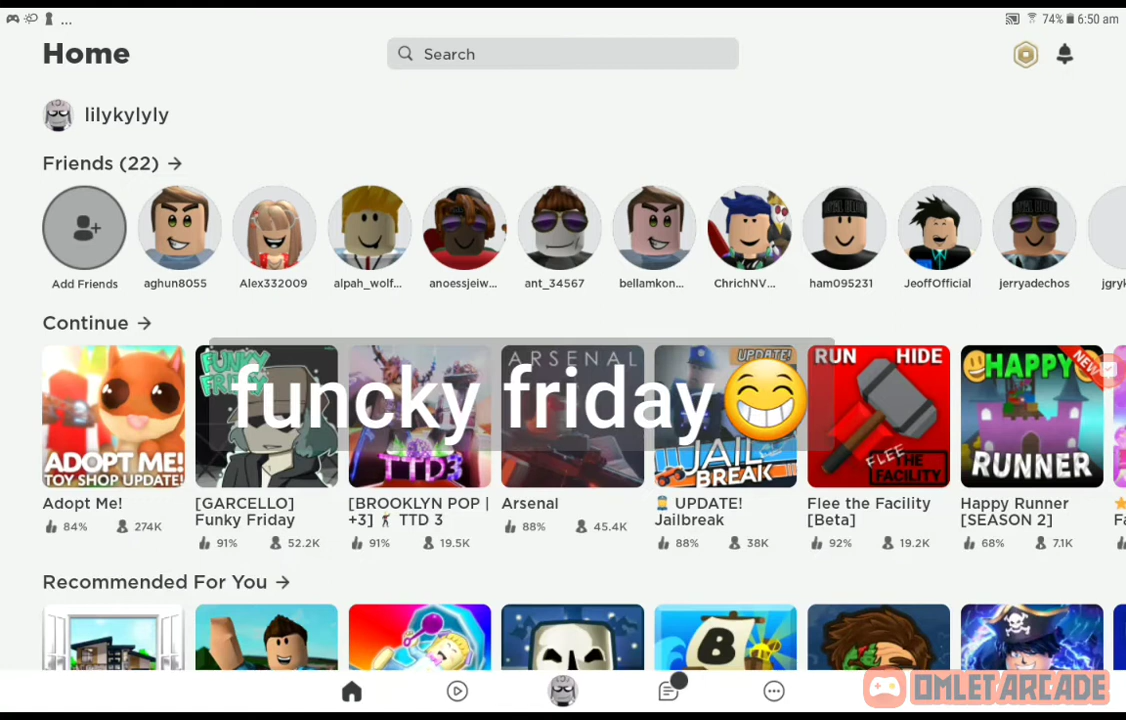 ... 74% 6:50 am
Home
Search
lilykylyly
Friends (22) →
Add Friends aghun8055 Alex332009 alpah_wolf... anoessjeiw... ant_34567 bellamkon... ChrichNV... ham095231 JeoffOfficial jerryadechos jgryk
Continue →
FUNKY FRIDAY
ARSENAL
UPDATE!
RUN HIDE
HAPPY NEW
funcky friday😁
ADOPT ME!
TOY SHOP UPDATE!
TTD3
JAIL BREAK
FLEE THE FACILITY
RUNNER
Adopt Me!
84% 274K
[GARCELLO]
Funky Friday
91% 52.2K
[BROOKLYN POP |
+3] 🕺 TTD 3
91% 19.5K
Arsenal
88% 45.4K
👮 UPDATE!
Jailbreak
88% 38K
Flee the Facility
[Beta]
92% 19.2K
Happy Runner
[SEASON 2]
68% 7.1K
Recommended For You →
B
OMLET ARCADE